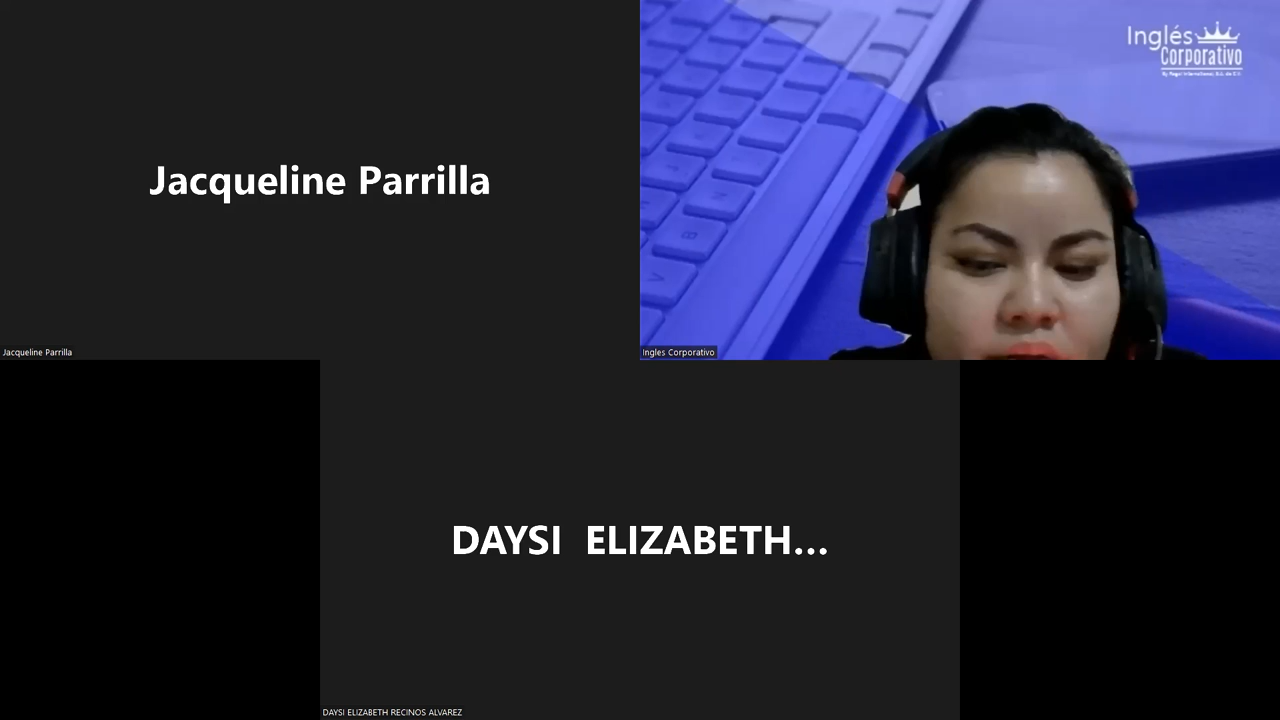 Jacqueline Parrilla
Jacqueline Parrilla
Inglés
Corporativo
Ingles Corporativo
DAYSI ELIZABETH...
DAYSI ELIZABETH RECINOS ALVAREZ